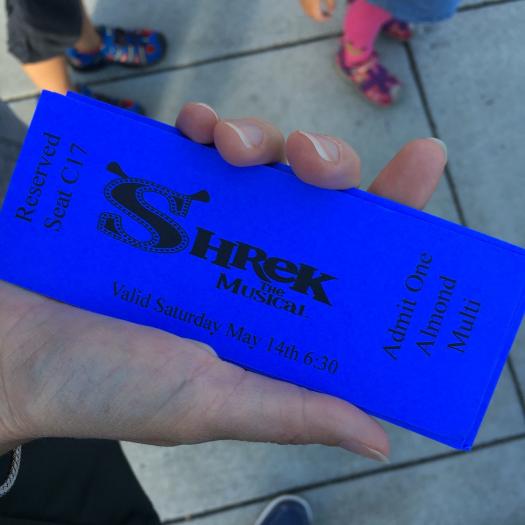 Reserved
Seat C17
SHReK
THE
MUSiCaL
Valid Saturday May 14th 6:30
Admit One
Almond
Multi